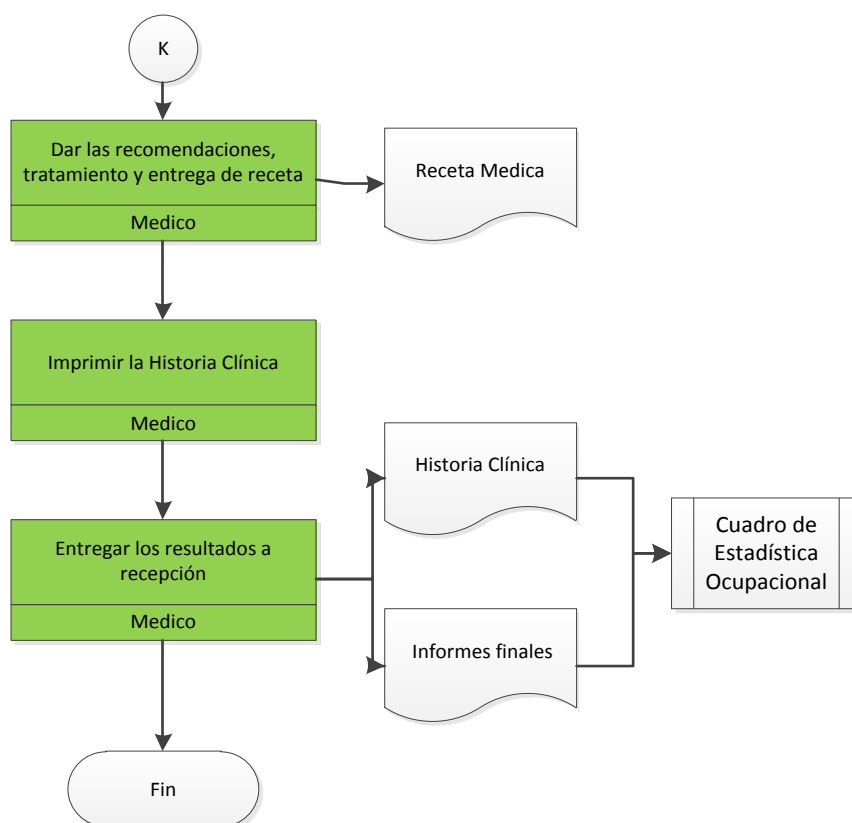 K
Dar las recomendaciones,
tratamiento y entrega de receta
Medico
Receta Medica
Imprimir la Historia Clínica
Medico
Historia Clínica
Entregar los resultados a
recepción
Medico
Informes finales
Cuadro de
Estadística
Ocupacional
Fin